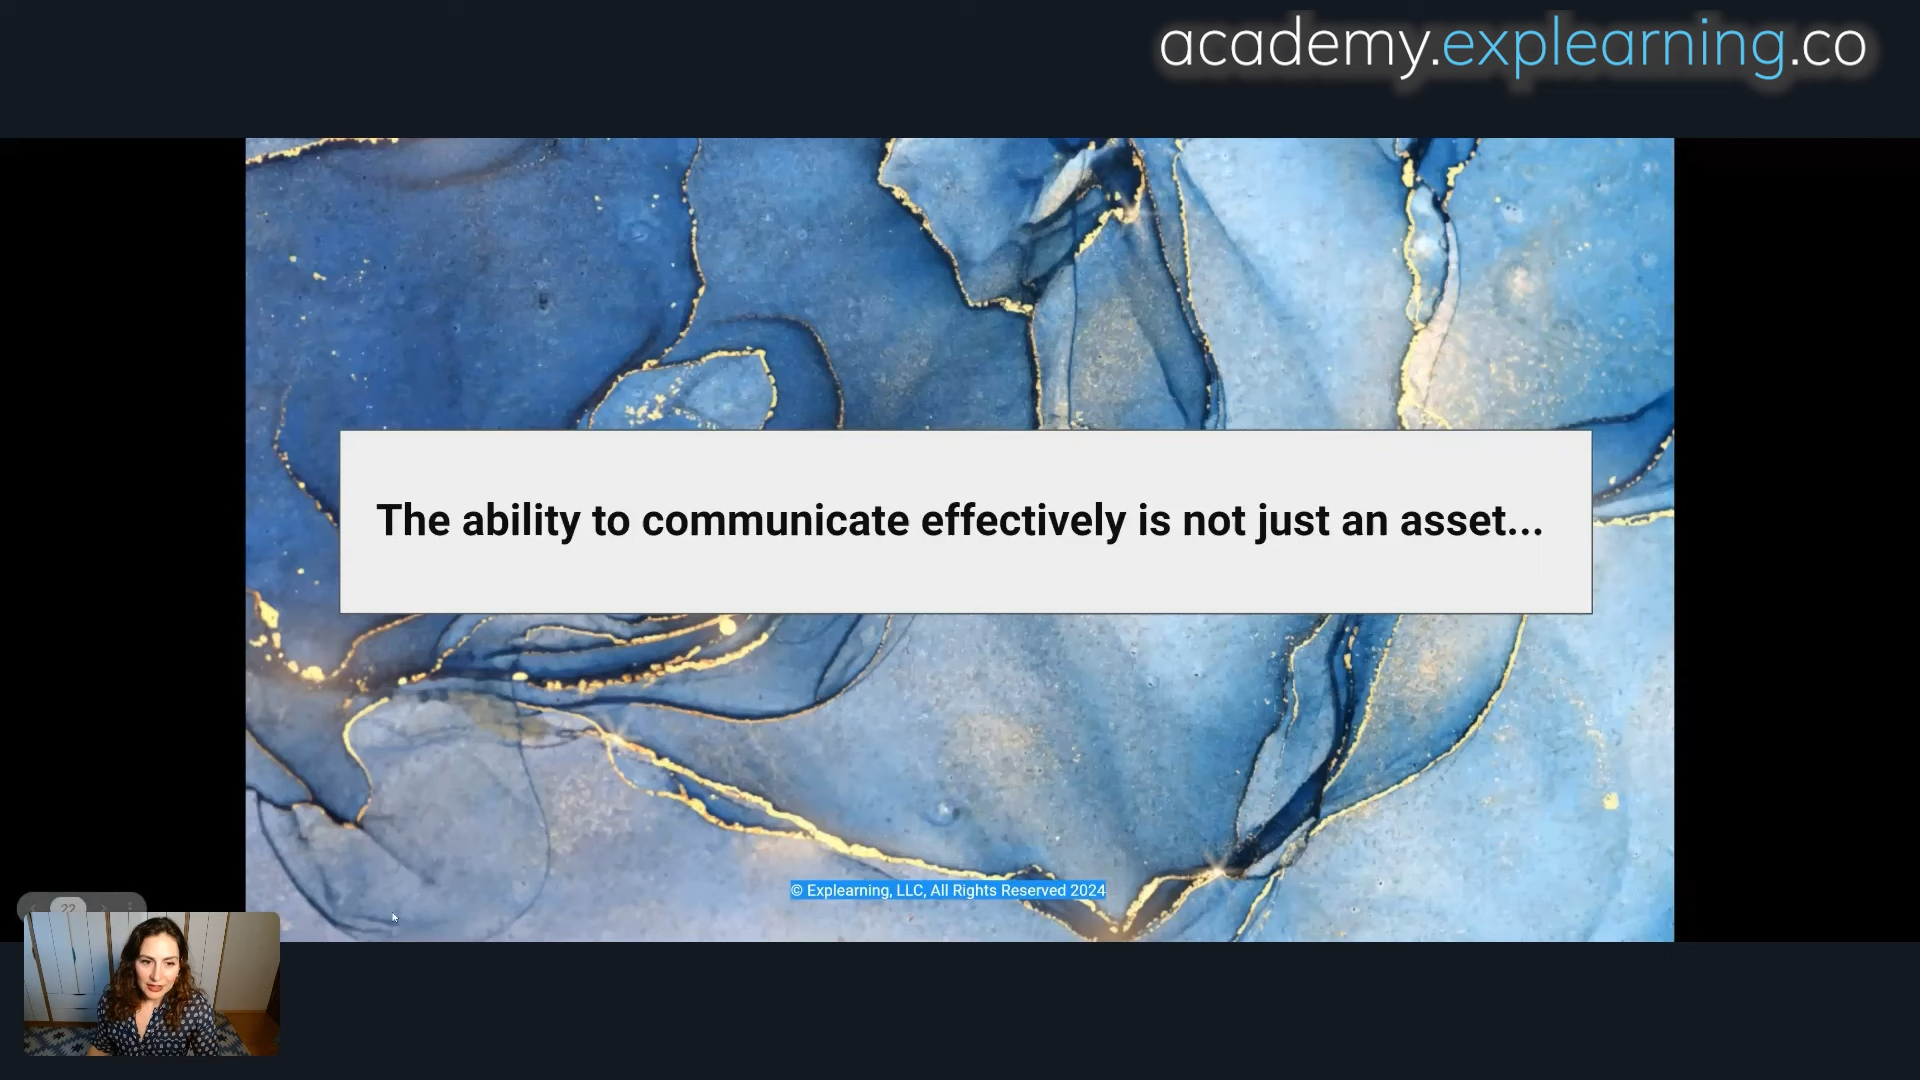 academy.explearning.co
The ability to communicate effectively is not just an asset...
© Explearning, LLC, All Rights Reserved 2024
22